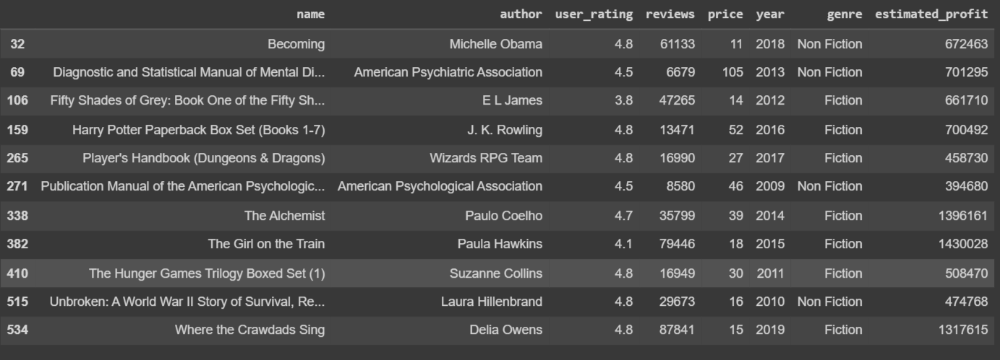 name author user_rating reviews price year genre estimated_profit
32 Becoming Michelle Obama 4.8 61133 11 2018 Non Fiction 672463
69 Diagnostic and Statistical Manual of Mental Di... American Psychiatric Association 4.5 6679 105 2013 Non Fiction 701295
106 Fifty Shades of Grey: Book One of the Fifty Sh... E L James 3.8 47265 14 2012 Fiction 661710
159 Harry Potter Paperback Box Set (Books 1-7) J. K. Rowling 4.8 13471 52 2016 Fiction 700492
265 Player's Handbook (Dungeons & Dragons) Wizards RPG Team 4.8 16990 27 2017 Fiction 458730
271 Publication Manual of the American Psychologic... American Psychological Association 4.5 8580 46 2009 Non Fiction 394680
338 The Alchemist Paulo Coelho 4.7 35799 39 2014 Fiction 1396161
382 The Girl on the Train Paula Hawkins 4.1 79446 18 2015 Fiction 1430028
410 The Hunger Games Trilogy Boxed Set (1) Suzanne Collins 4.8 16949 30 2011 Fiction 508470
515 Unbroken: A World War II Story of Survival, Re... Laura Hillenbrand 4.8 29673 16 2010 Non Fiction 474768
534 Where the Crawdads Sing Delia Owens 4.8 87841 15 2019 Fiction 1317615